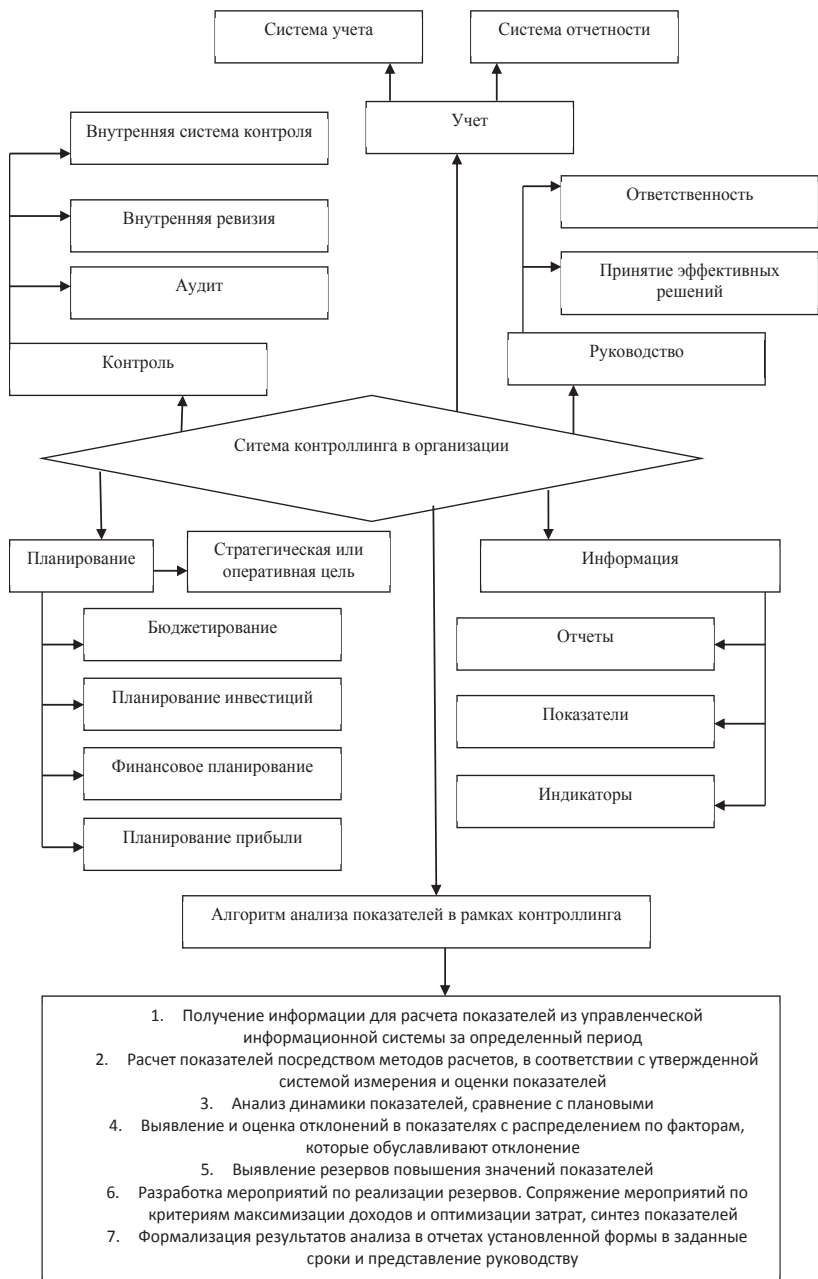 Система учета
Система отчетности
Учет
Внутренняя система контроля
Внутренняя ревизия
Аудит
Контроль
Ответственность
Принятие эффективных
решений
Руководство
Ситема контроллинга в организации
Планирование
Стратегическая или
оперативная цель
Бюджетирование
Планирование инвестиций
Финансовое планирование
Планирование прибыли
Информация
Отчеты
Показатели
Индикаторы
Алгоритм анализа показателей в рамках контроллинга
1. Получение информации для расчета показателей из управленческой
информационной системы за определенный период
2. Расчет показателей посредством методов расчетов, в соответствии с утвержденной
системой измерения и оценки показателей
3. Анализ динамики показателей, сравнение с плановыми
4. Выявление и оценка отклонений в показателях с распределением по факторам,
которые обуславливают отклонение
5. Выявление резервов повышения значений показателей
6. Разработка мероприятий по реализации резервов. Сопряжение мероприятий по
критериям максимизации доходов и оптимизации затрат, синтез показателей
7. Формализация результатов анализа в отчетах установленной формы в заданные
сроки и представление руководству